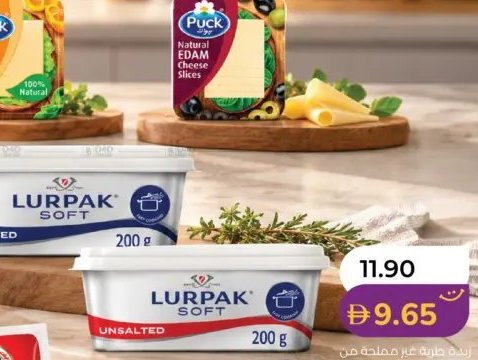 k
PUCK
بوك
Natural
EDAM
Cheese
Slices
100%
Natural
LURPAK®
SOFT
ED
200 g
LURPAK®
SOFT
UNSALTED
200 g
11.90
9.65
زبدة طرية غير مملحة من